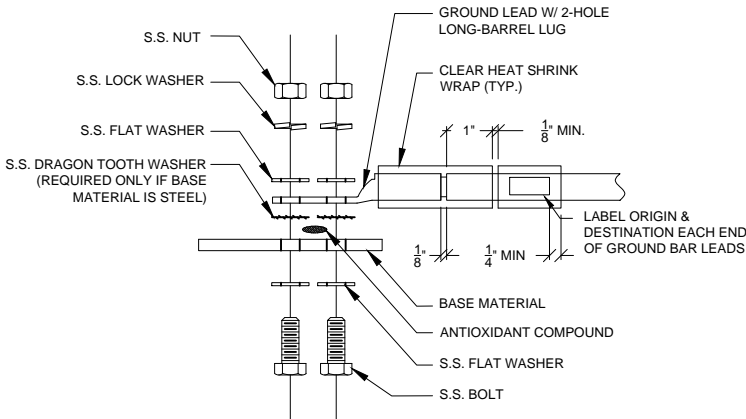 GROUND LEAD W/ 2-HOLE
LONG-BARREL LUG
S.S. NUT
CLEAR HEAT SHRINK
WRAP (TYP.)
S.S. LOCK WASHER
S.S. FLAT WASHER
1"
1/8" MIN.
S.S. DRAGON TOOTH WASHER
(REQUIRED ONLY IF BASE
MATERIAL IS STEEL)
LABEL ORIGIN &
DESTINATION EACH END
OF GROUND BAR LEADS
1/8"
1/4" MIN
BASE MATERIAL
ANTIOXIDANT COMPOUND
S.S. FLAT WASHER
S.S. BOLT